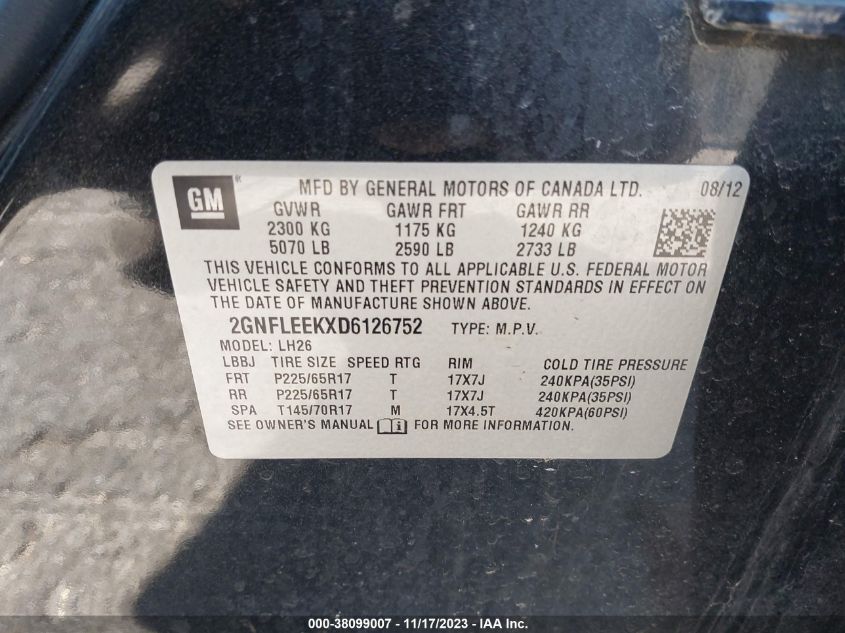 GM ® MFD BY GENERAL MOTORS OF CANADA LTD. 08/12
GVWR GAWR FRT GAWR RR
2300 KG 1175 KG 1240 KG
5070 LB 2590 LB 2733 LB
THIS VEHICLE CONFORMS TO ALL APPLICABLE U.S. FEDERAL MOTOR
VEHICLE SAFETY AND THEFT PREVENTION STANDARDS IN EFFECT ON
THE DATE OF MANUFACTURE SHOWN ABOVE.
2GNFLEEKXD6126752 TYPE: M.P.V.
MODEL: LH26
LBBJ TIRE SIZE SPEED RTG RIM COLD TIRE PRESSURE
FRT P225/65R17 T 17X7J 240KPA(35PSI)
RR P225/65R17 T 17X7J 240KPA(35PSI)
SPA T145/70R17 M 17X4.5T 420KPA(60PSI)
SEE OWNER'S MANUAL i FOR MORE INFORMATION.
000-38099007 - 11/17/2023 - IAA Inc.